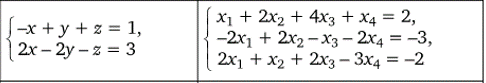 –x + y + z = 1,
2x – 2y – z = 3
x₁ + 2x₂ + 4x₃ + x₄ = 2,
–2x₁ + 2x₂ – x₃ – 2x₄ = –3,
2x₁ + x₂ + 2x₃ – 3x₄ = –2